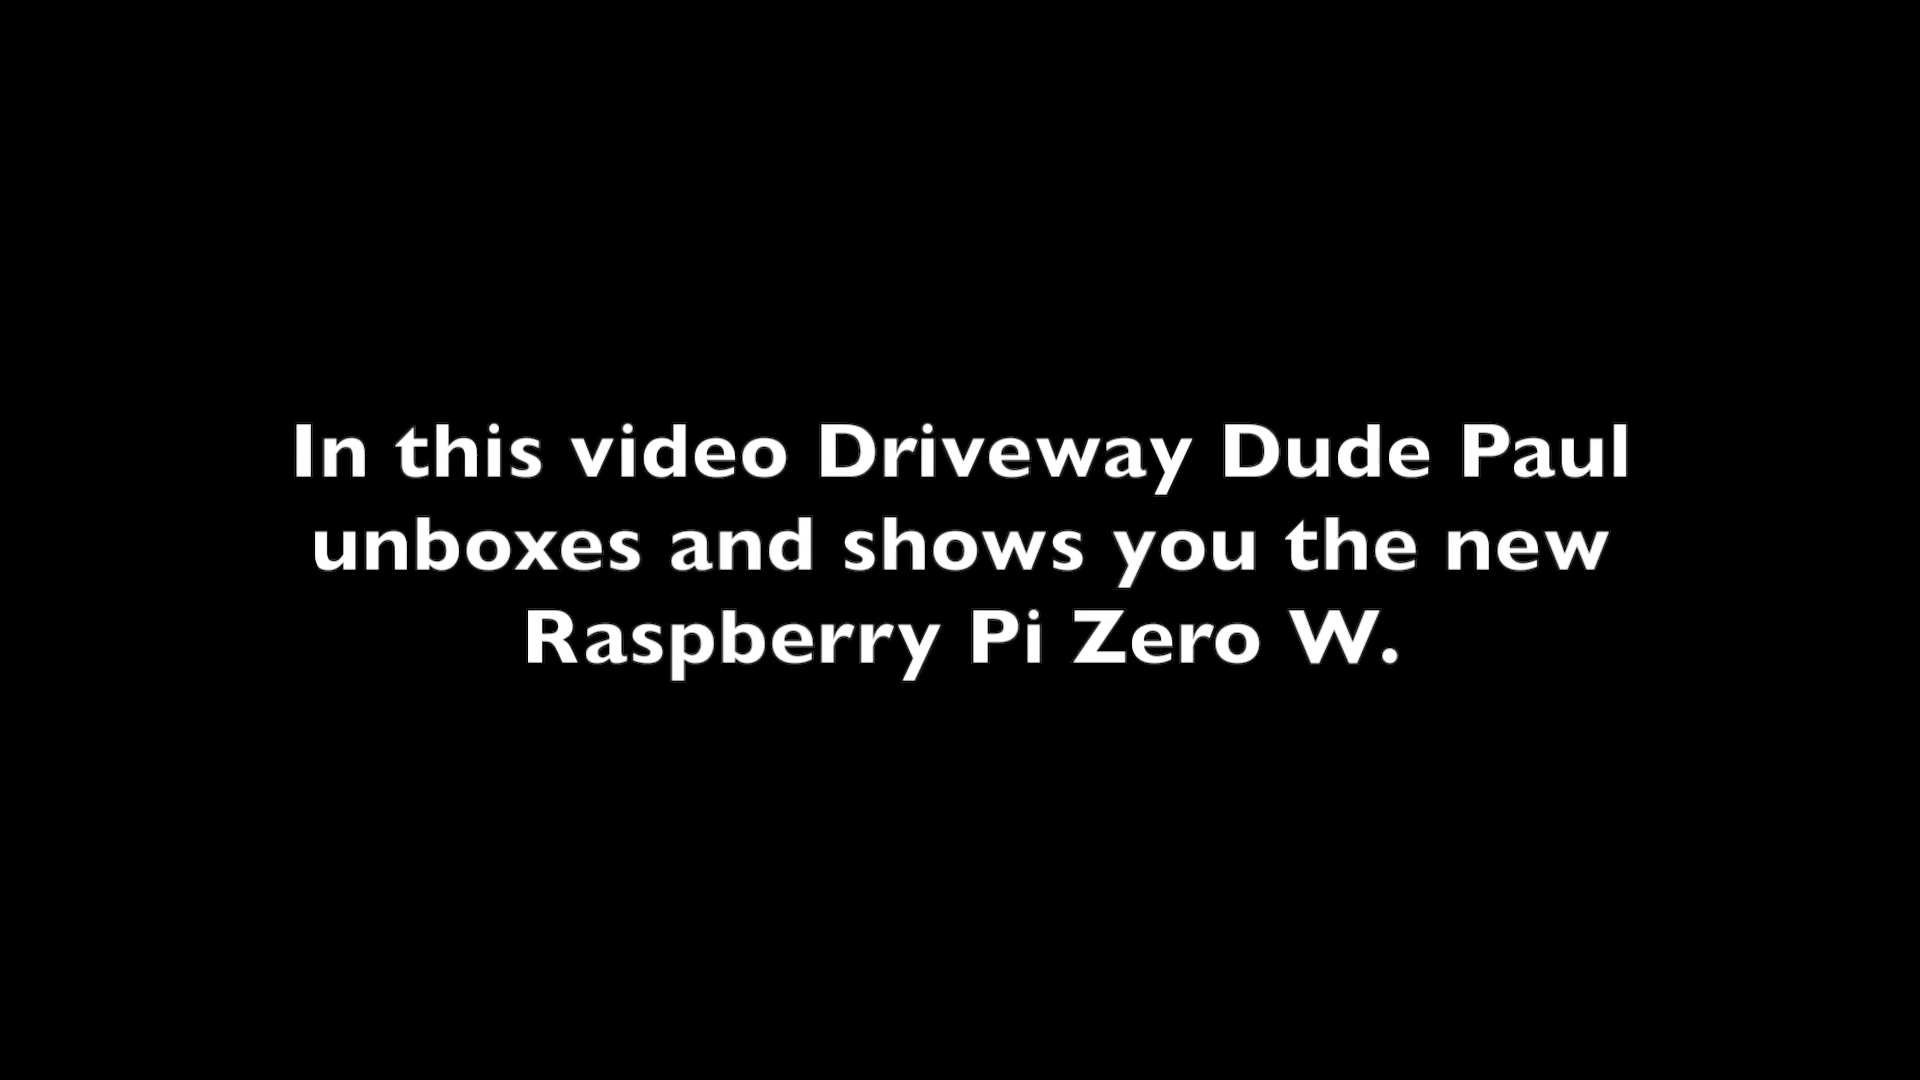 In this video Driveway Dude Paul
unboxes and shows you the new
Raspberry Pi Zero W.